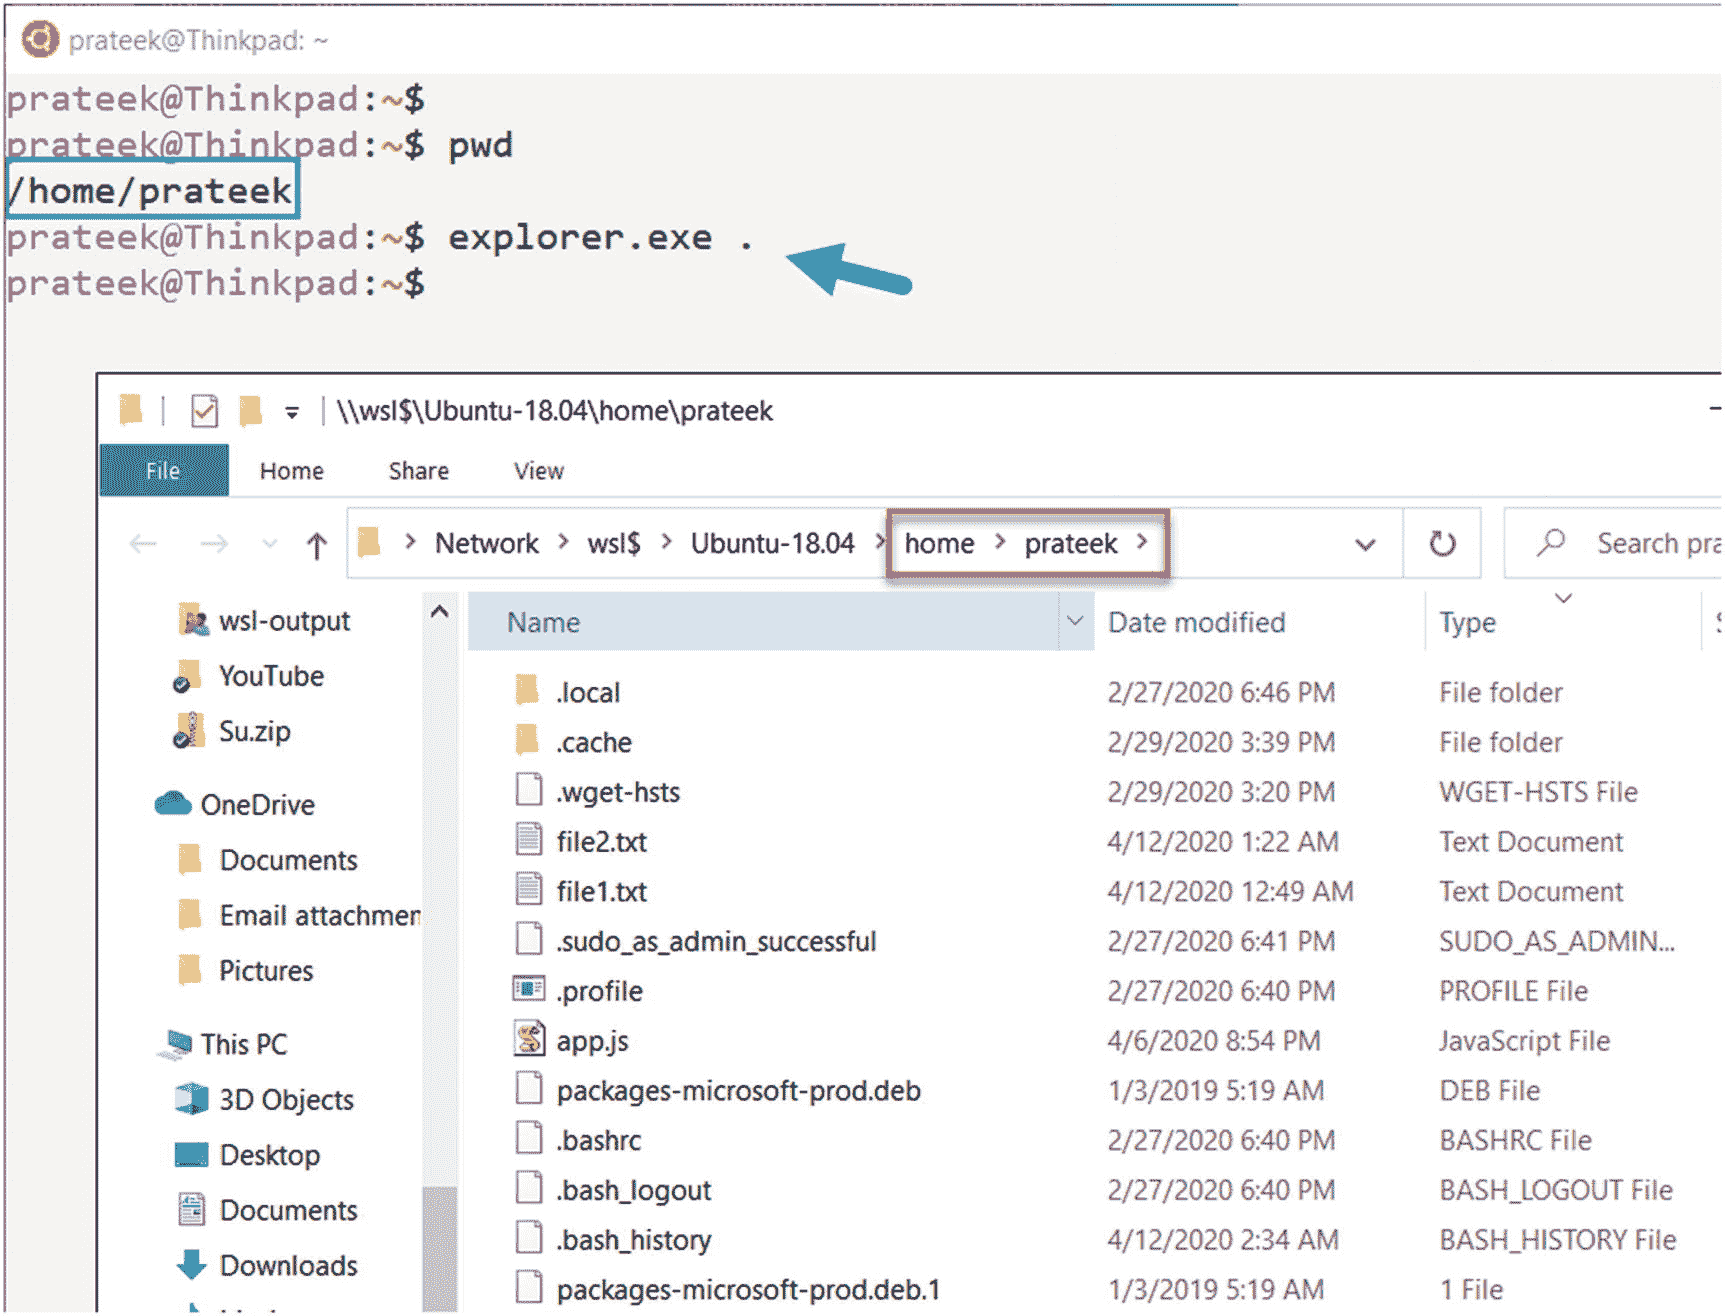 prateek@Thinkpad: ~
prateek@Thinkpad:~$
prateek@Thinkpad:~$ pwd
/home/prateek
prateek@Thinkpad:~$ explorer.exe .
prateek@Thinkpad:~$
\\wsl$\Ubuntu-18.04\home\prateek
File Home Share View
Network > wsl$ > Ubuntu-18.04 > home > prateek >
Search pra
wsl-output
YouTube
Su.zip
OneDrive
Documents
Email attachmen
Pictures
This PC
3D Objects
Desktop
Documents
Downloads
Name Date modified Type
.local 2/27/2020 6:46 PM File folder
.cache 2/29/2020 3:39 PM File folder
.wget-hsts 2/29/2020 3:20 PM WGET-HSTS File
file2.txt 4/12/2020 1:22 AM Text Document
file1.txt 4/12/2020 12:49 AM Text Document
.sudo_as_admin_successful 2/27/2020 6:41 PM SUDO_AS_ADMIN...
.profile 2/27/2020 6:40 PM PROFILE File
app.js 4/6/2020 8:54 PM JavaScript File
packages-microsoft-prod.deb 1/3/2019 5:19 AM DEB File
.bashrc 2/27/2020 6:40 PM BASHRC File
.bash_logout 2/27/2020 6:40 PM BASH_LOGOUT File
.bash_history 4/12/2020 2:34 AM BASH_HISTORY File
packages-microsoft-prod.deb.1 1/3/2019 5:19 AM 1 File